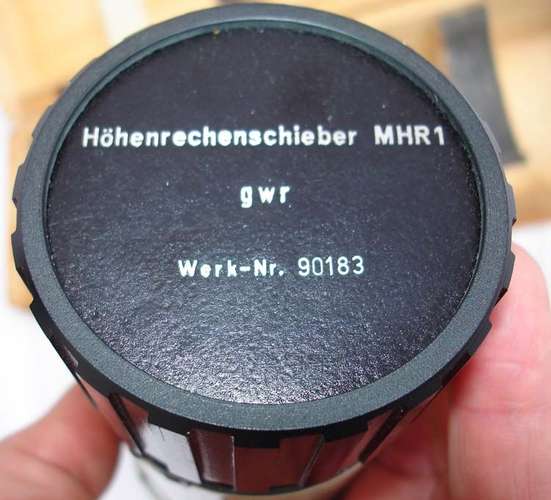 Höhenrechenschieber MHR1
gwr
Werk-Nr. 90183